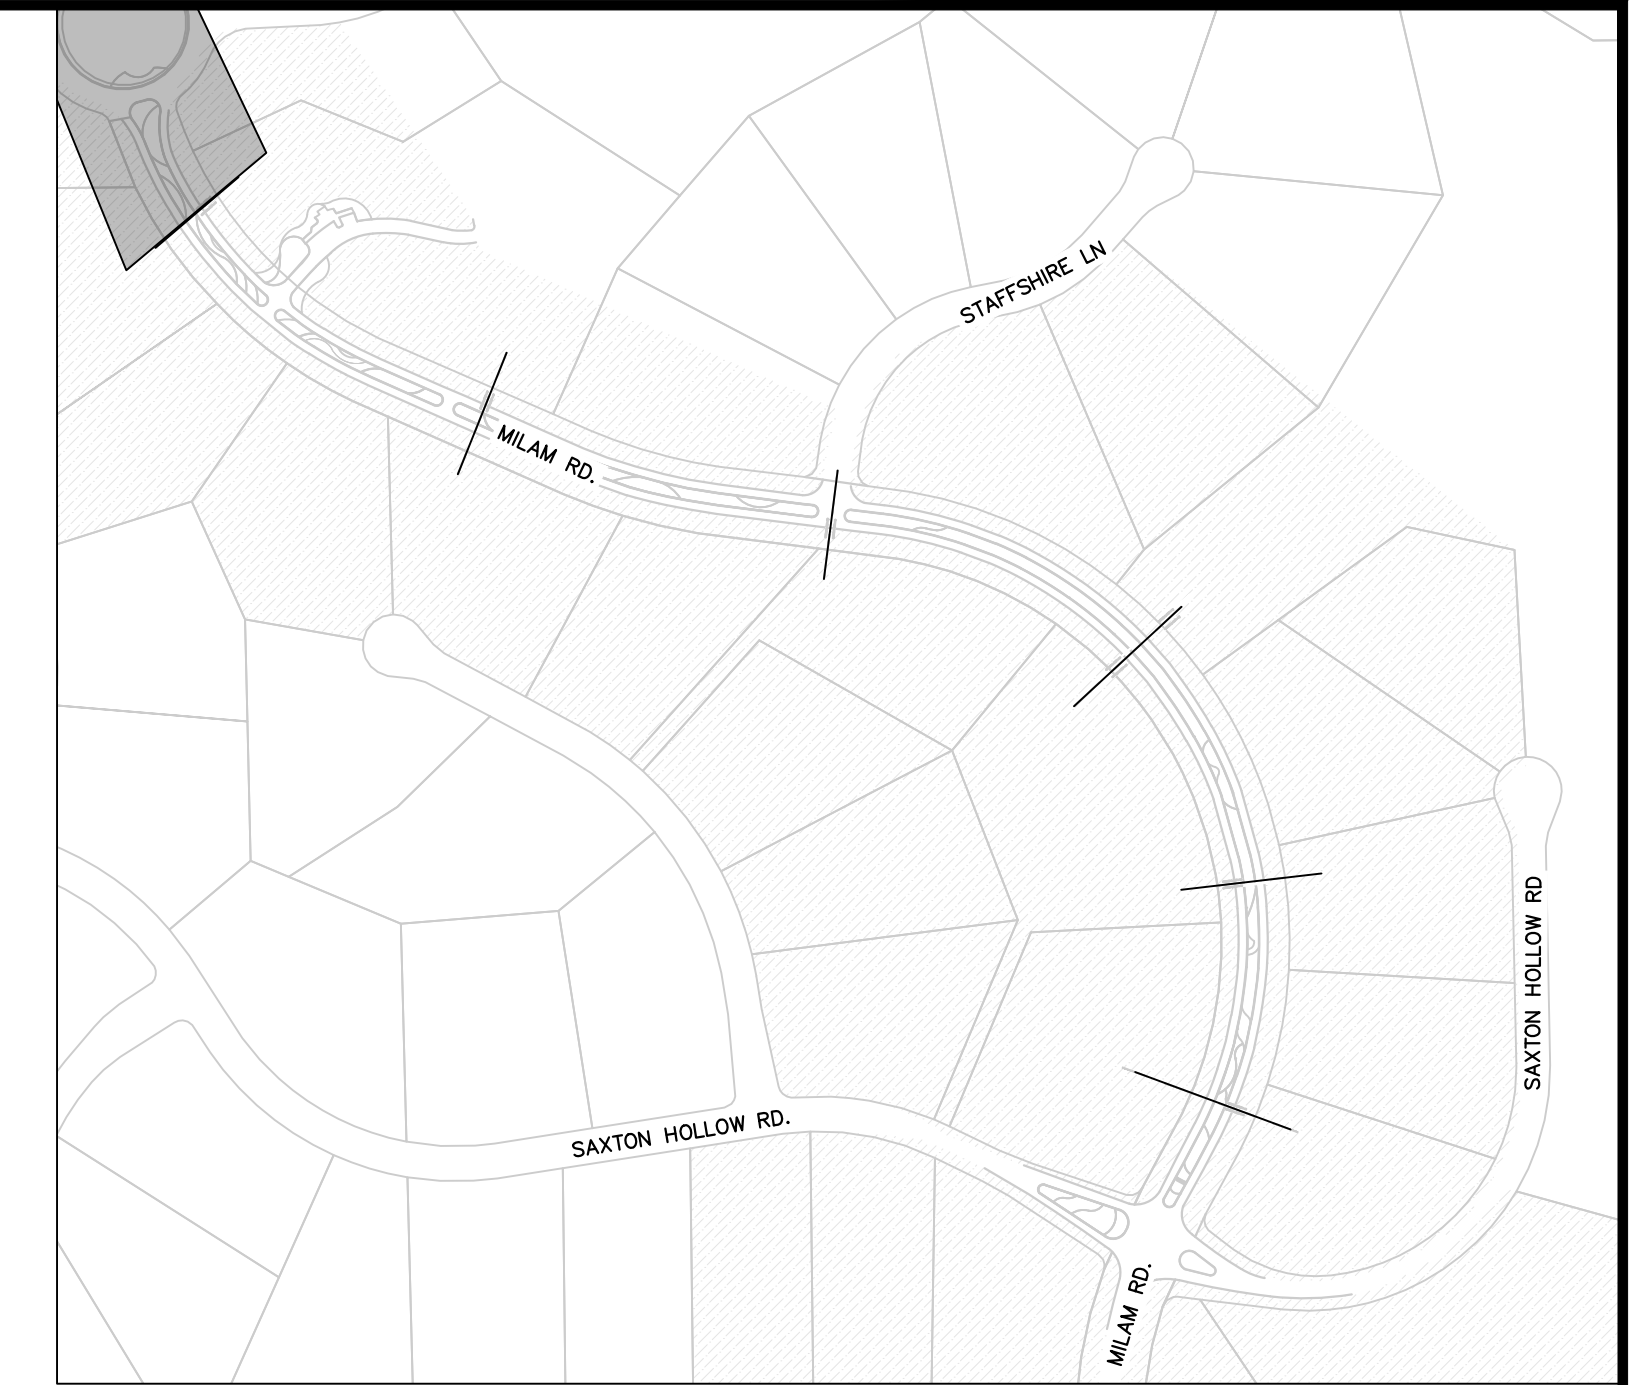 STAFFSHIRE LN
MILAM RD.
SAXTON HOLLOW RD
SAXTON HOLLOW RD.
MILAM RD.